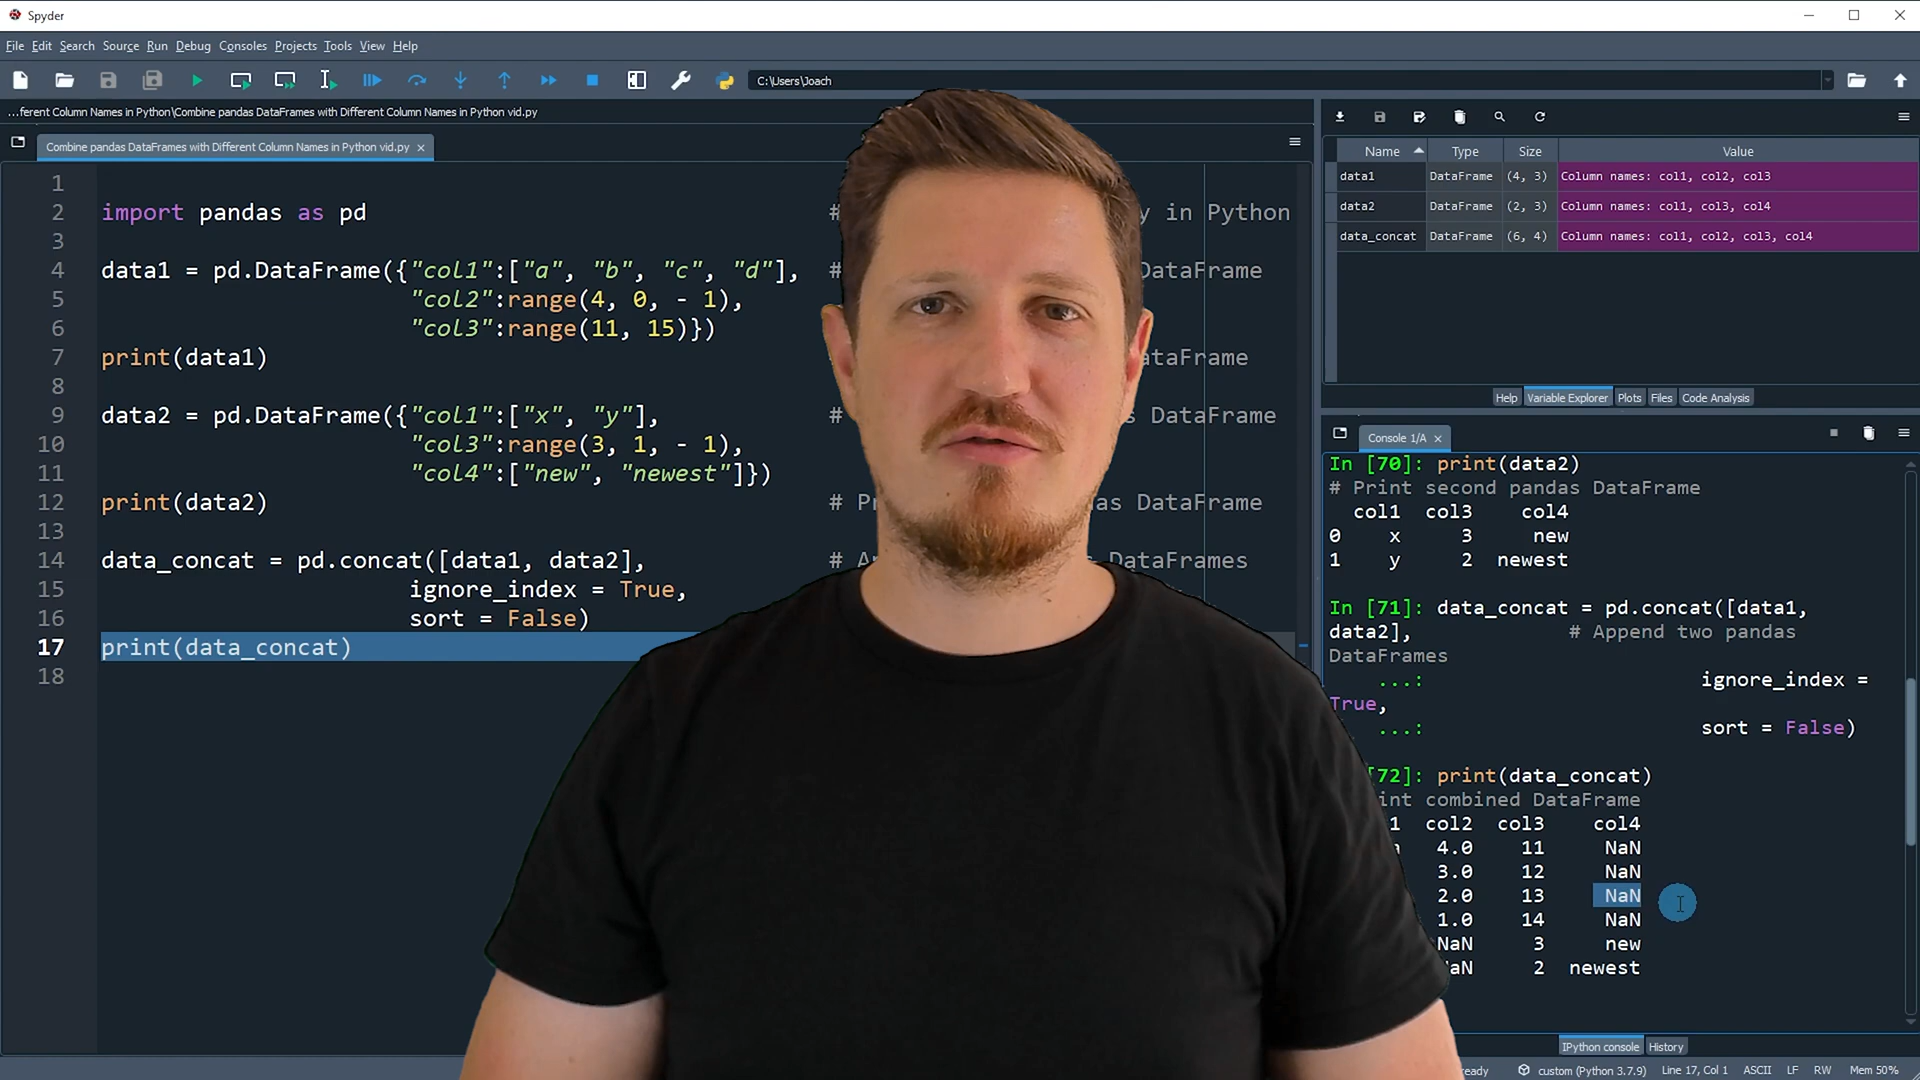 Spyder
File Edit Search Source Run Debug Consoles Projects Tools View Help
C:\Users\Joach
...ferent Column Names in Python\Combine pandas DataFrames with Different Column Names in Python vid.py
Combine pandas DataFrames with Different Column Names in Python vid.py
1
2 import pandas as pd # y in Python
3
4 data1 = pd.DataFrame({"col1":["a", "b", "c", "d"], # DataFrame
5 "col2":range(4, 0, - 1),
6 "col3":range(11, 15)})
7 print(data1) ataFrame
8
9 data2 = pd.DataFrame({"col1":["x", "y"], # s DataFrame
10 "col3":range(3, 1, - 1),
11 "col4":["new", "newest"]})
12 print(data2) # P as DataFrame
13
14 data_concat = pd.concat([data1, data2], # A DataFrames
15 ignore_index = True,
16 sort = False)
17 print(data_concat)
18
Name Type Size Value
data1 DataFrame (4, 3) Column names: col1, col2, col3
data2 DataFrame (2, 3) Column names: col1, col3, col4
data_concat DataFrame (6, 4) Column names: col1, col2, col3, col4
Help Variable Explorer Plots Files Code Analysis
Console 1/A
In [70]: print(data2)
# Print second pandas DataFrame
col1 col3 col4
0 x 3 new
1 y 2 newest
In [71]: data_concat = pd.concat([data1,
data2], # Append two pandas
DataFrames
...: ignore_index =
True,
...: sort = False)
[72]: print(data_concat)
int combined DataFrame
1 col2 col3 col4
4.0 11 NaN
3.0 12 NaN
2.0 13 NaN
1.0 14 NaN
NaN 3 new
aN 2 newest
IPython console History
eady custom (Python 3.7.9) Line 17, Col 1 ASCII LF RW Mem 50%